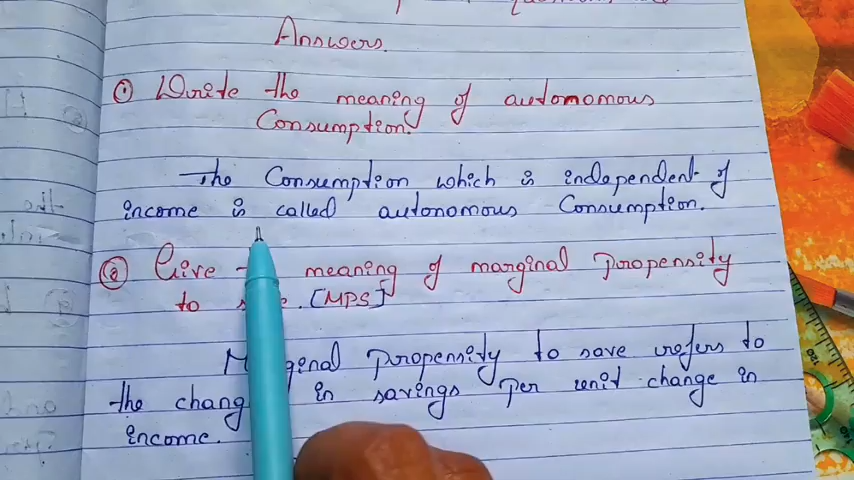 Answers
① Write the meaning of autonomous
Consumption.
The Consumption which is independent of
income is called autonomous Consumption.
② Give meaning of marginal Propensity
to [MPS]
Marginal Propensity to save refers to
the change in savings Per unit change in
income.